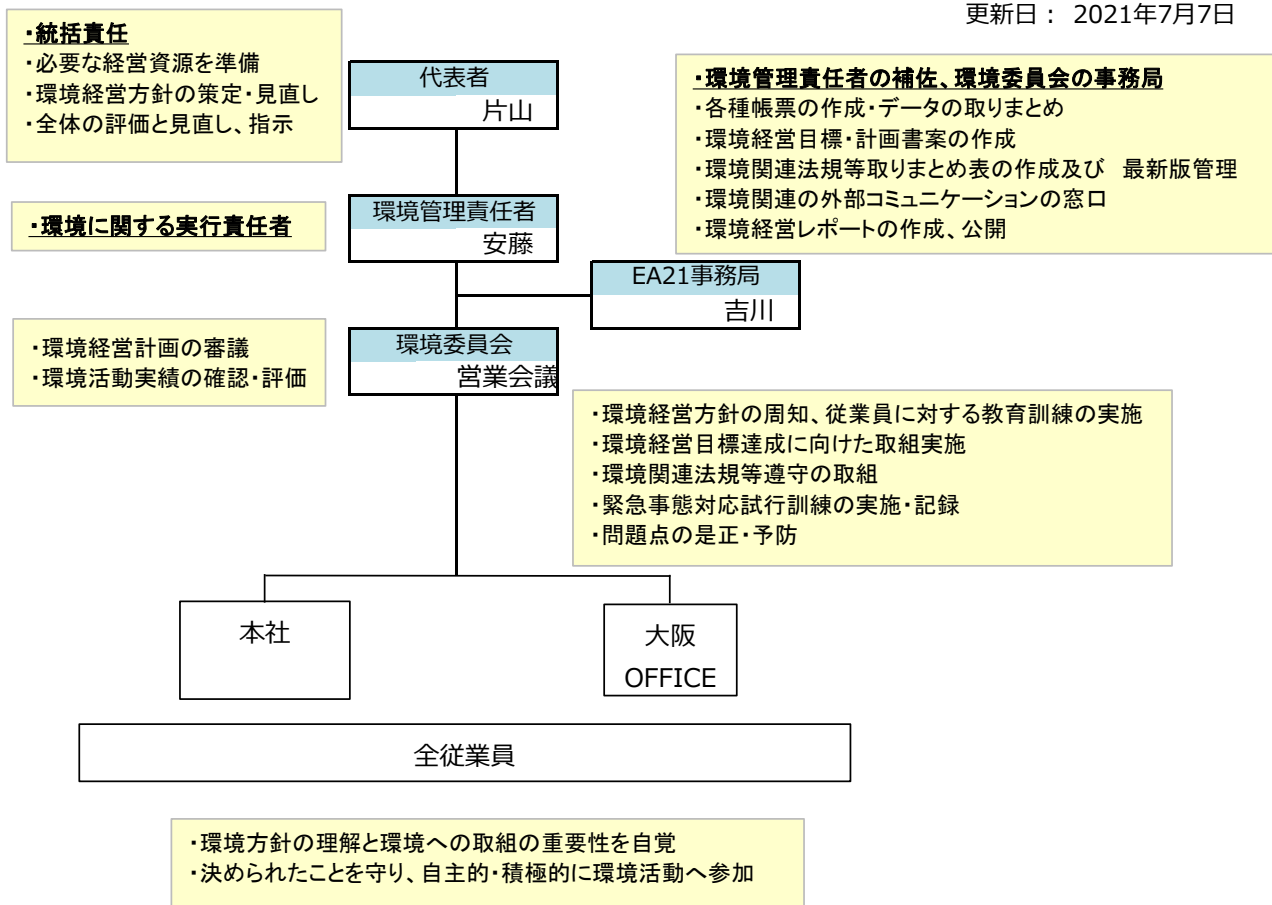 更新日： 2021年7月7日
・統括責任
・必要な経営資源を準備
・環境経営方針の策定・見直し
・全体の評価と見直し、指示
代表者
片山
・環境管理責任者の補佐、環境委員会の事務局
・各種帳票の作成・データの取りまとめ
・環境経営目標・計画書案の作成
・環境関連法規等取りまとめ表の作成及び　最新版管理
・環境関連の外部コミュニケーションの窓口
・環境経営レポートの作成、公開
・環境に関する実行責任者
環境管理責任者
安藤
EA21事務局
吉川
・環境経営計画の審議
・環境活動実績の確認・評価
環境委員会
営業会議
・環境経営方針の周知、従業員に対する教育訓練の実施
・環境経営目標達成に向けた取組実施
・環境関連法規等遵守の取組
・緊急事態対応試行訓練の実施・記録
・問題点の是正・予防
本社
大阪
OFFICE
全従業員
・環境方針の理解と環境への取組の重要性を自覚
・決められたことを守り、自主的・積極的に環境活動へ参加